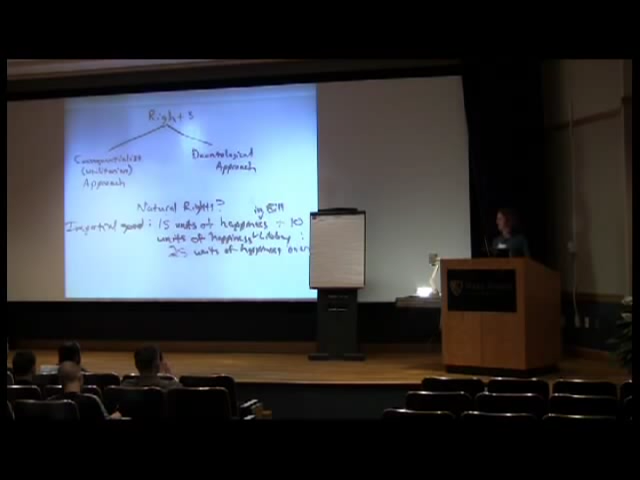 Rights
Consequentialist
Deontological
(Utilitarian)
Approach
Approach
Natural Rights?
in Bill
Impartial good : 15 units of happiness + 10
units of happiness :
25 units of happiness